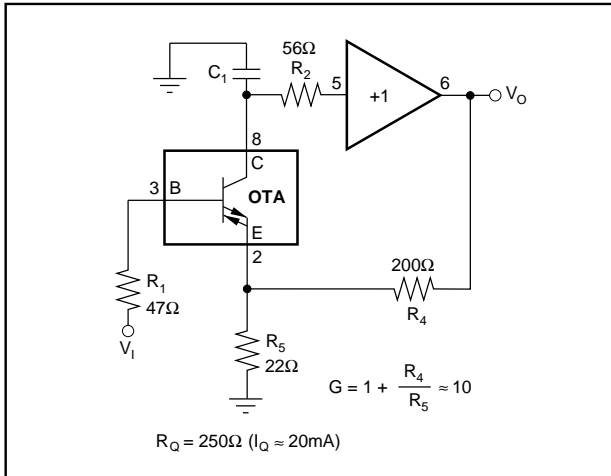 56Ω
C1
R2
5
+1
6
VO
8
C
3
B
OTA
E
2
R1
47Ω
VI
200Ω
R4
R5
22Ω
G = 1 + R4/R5 ≈ 10
RQ = 250Ω (IQ ≈ 20mA)